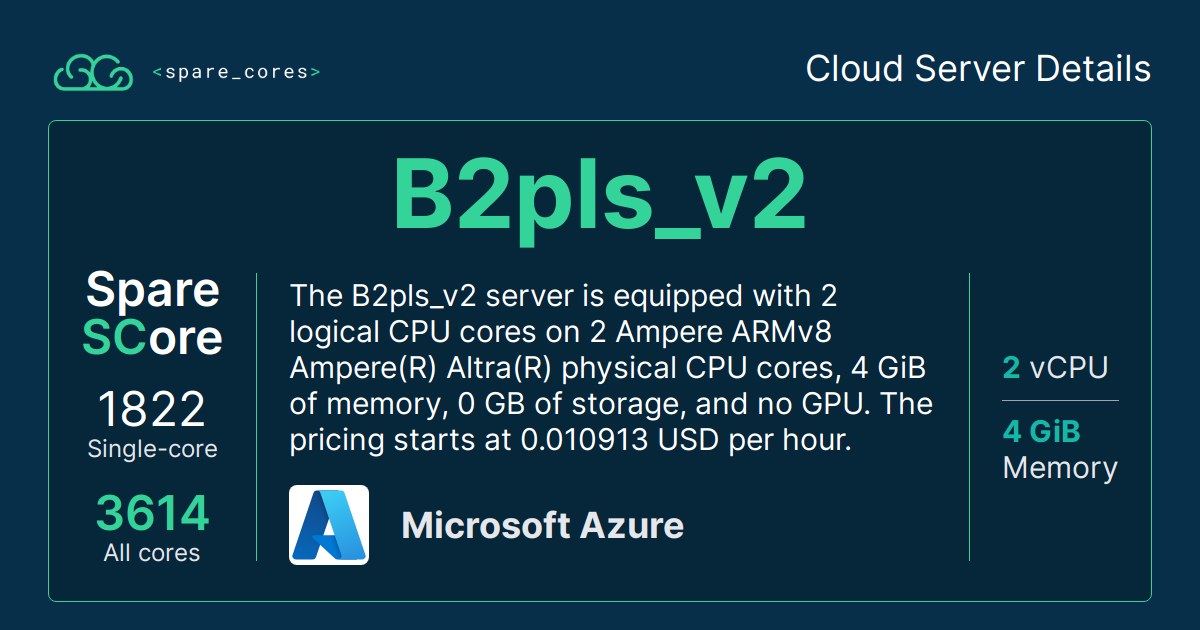 <spare_cores>
Cloud Server Details
B2pls_v2
Spare
SCore
1822
Single-core
3614
All cores
The B2pls_v2 server is equipped with 2
logical CPU cores on 2 Ampere ARMv8
Ampere(R) Altra(R) physical CPU cores, 4 GiB
of memory, 0 GB of storage, and no GPU. The
pricing starts at 0.010913 USD per hour.
Microsoft Azure
2 vCPU
4 GiB
Memory